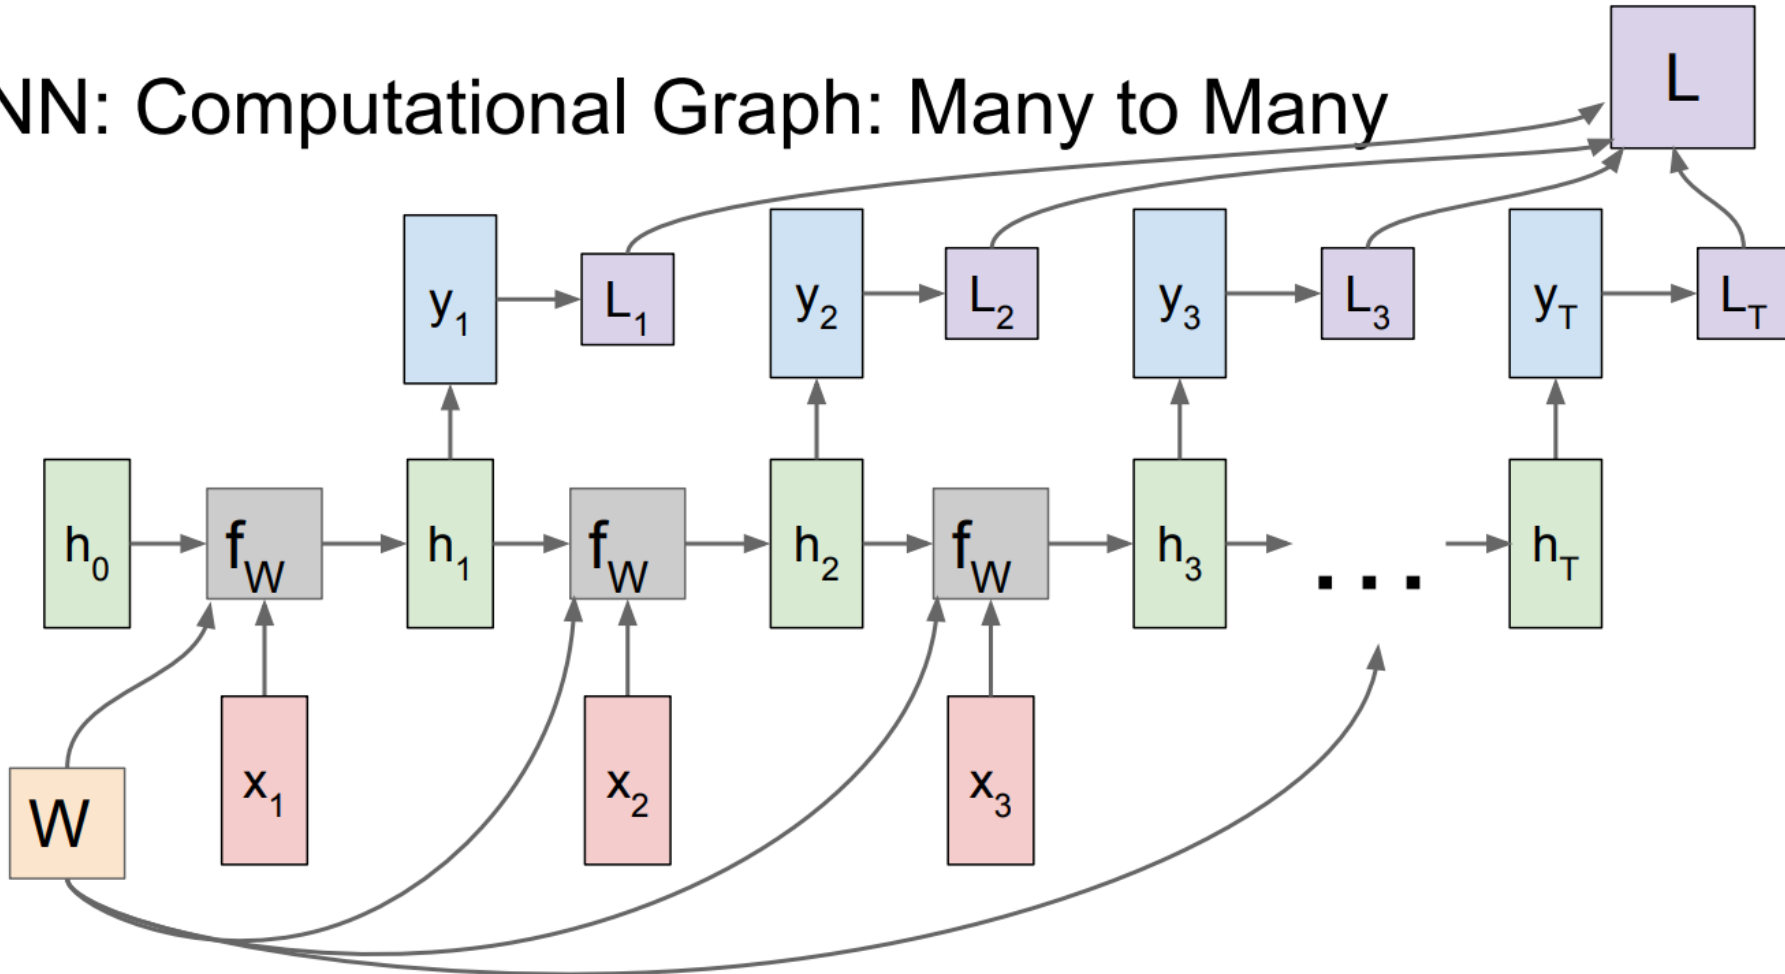 NN: Computational Graph: Many to Many
L
y1 L1 y2 L2 y3 L3 yT LT
h0 fW h1 fW h2 fW h3 ... hT
W x1 x2 x3